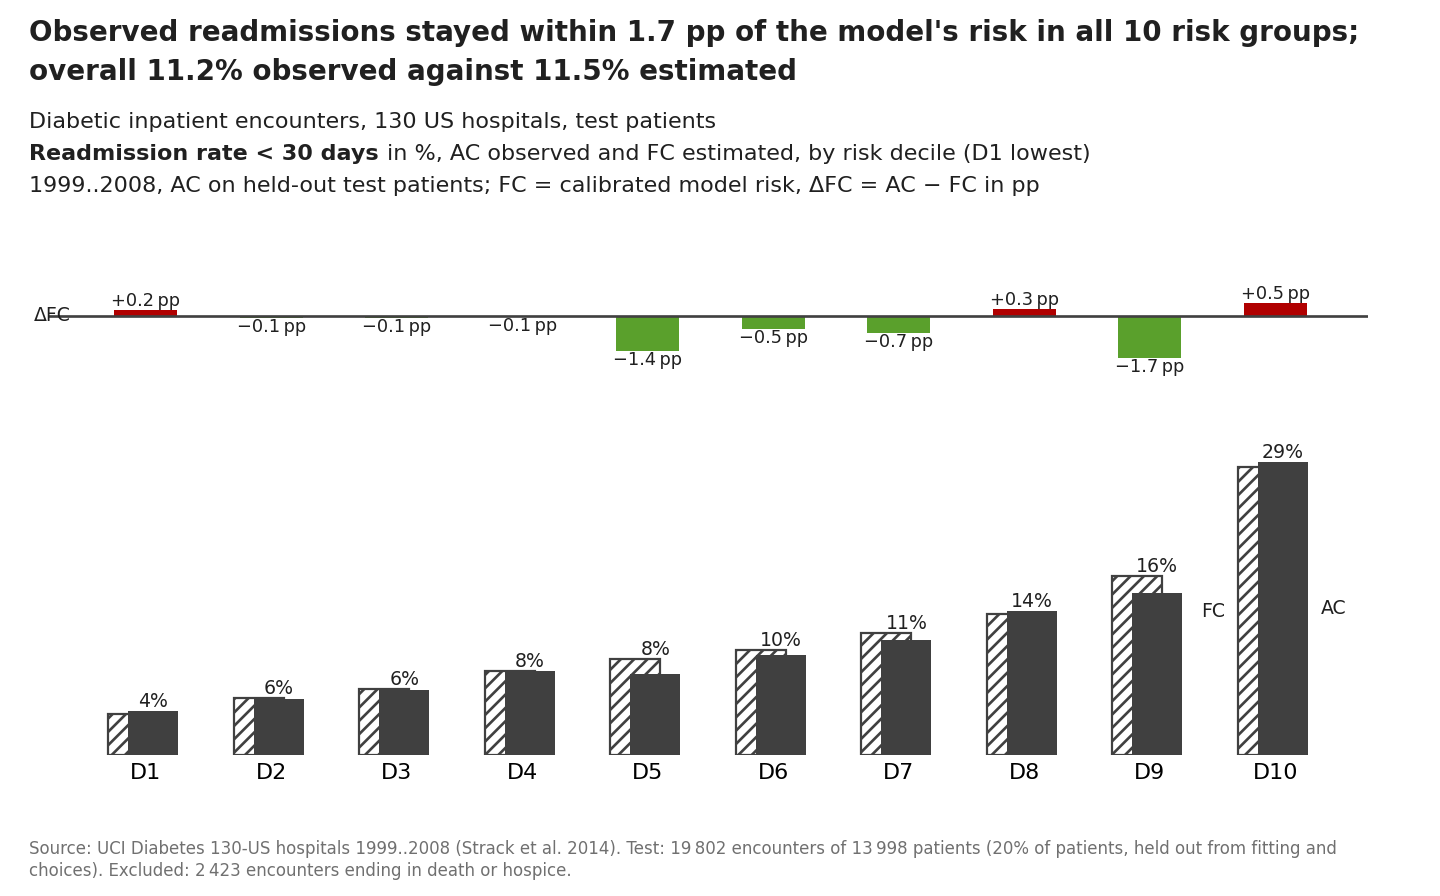 Observed readmissions stayed within 1.7 pp of the model's risk in all 10 risk groups;
overall 11.2% observed against 11.5% estimated
Diabetic inpatient encounters, 130 US hospitals, test patients
Readmission rate < 30 days in %, AC observed and FC estimated, by risk decile (D1 lowest)
1999..2008, AC on held-out test patients; FC = calibrated model risk, ΔFC = AC − FC in pp
ΔFC
+0.2 pp
−0.1 pp
−0.1 pp
−0.1 pp
−1.4 pp
−0.5 pp
−0.7 pp
+0.3 pp
−1.7 pp
+0.5 pp
4%
6%
6%
8%
8%
10%
11%
14%
16%
29%
FC
AC
D1
D2
D3
D4
D5
D6
D7
D8
D9
D10
Source: UCI Diabetes 130-US hospitals 1999..2008 (Strack et al. 2014). Test: 19 802 encounters of 13 998 patients (20% of patients, held out from fitting and
choices). Excluded: 2 423 encounters ending in death or hospice.